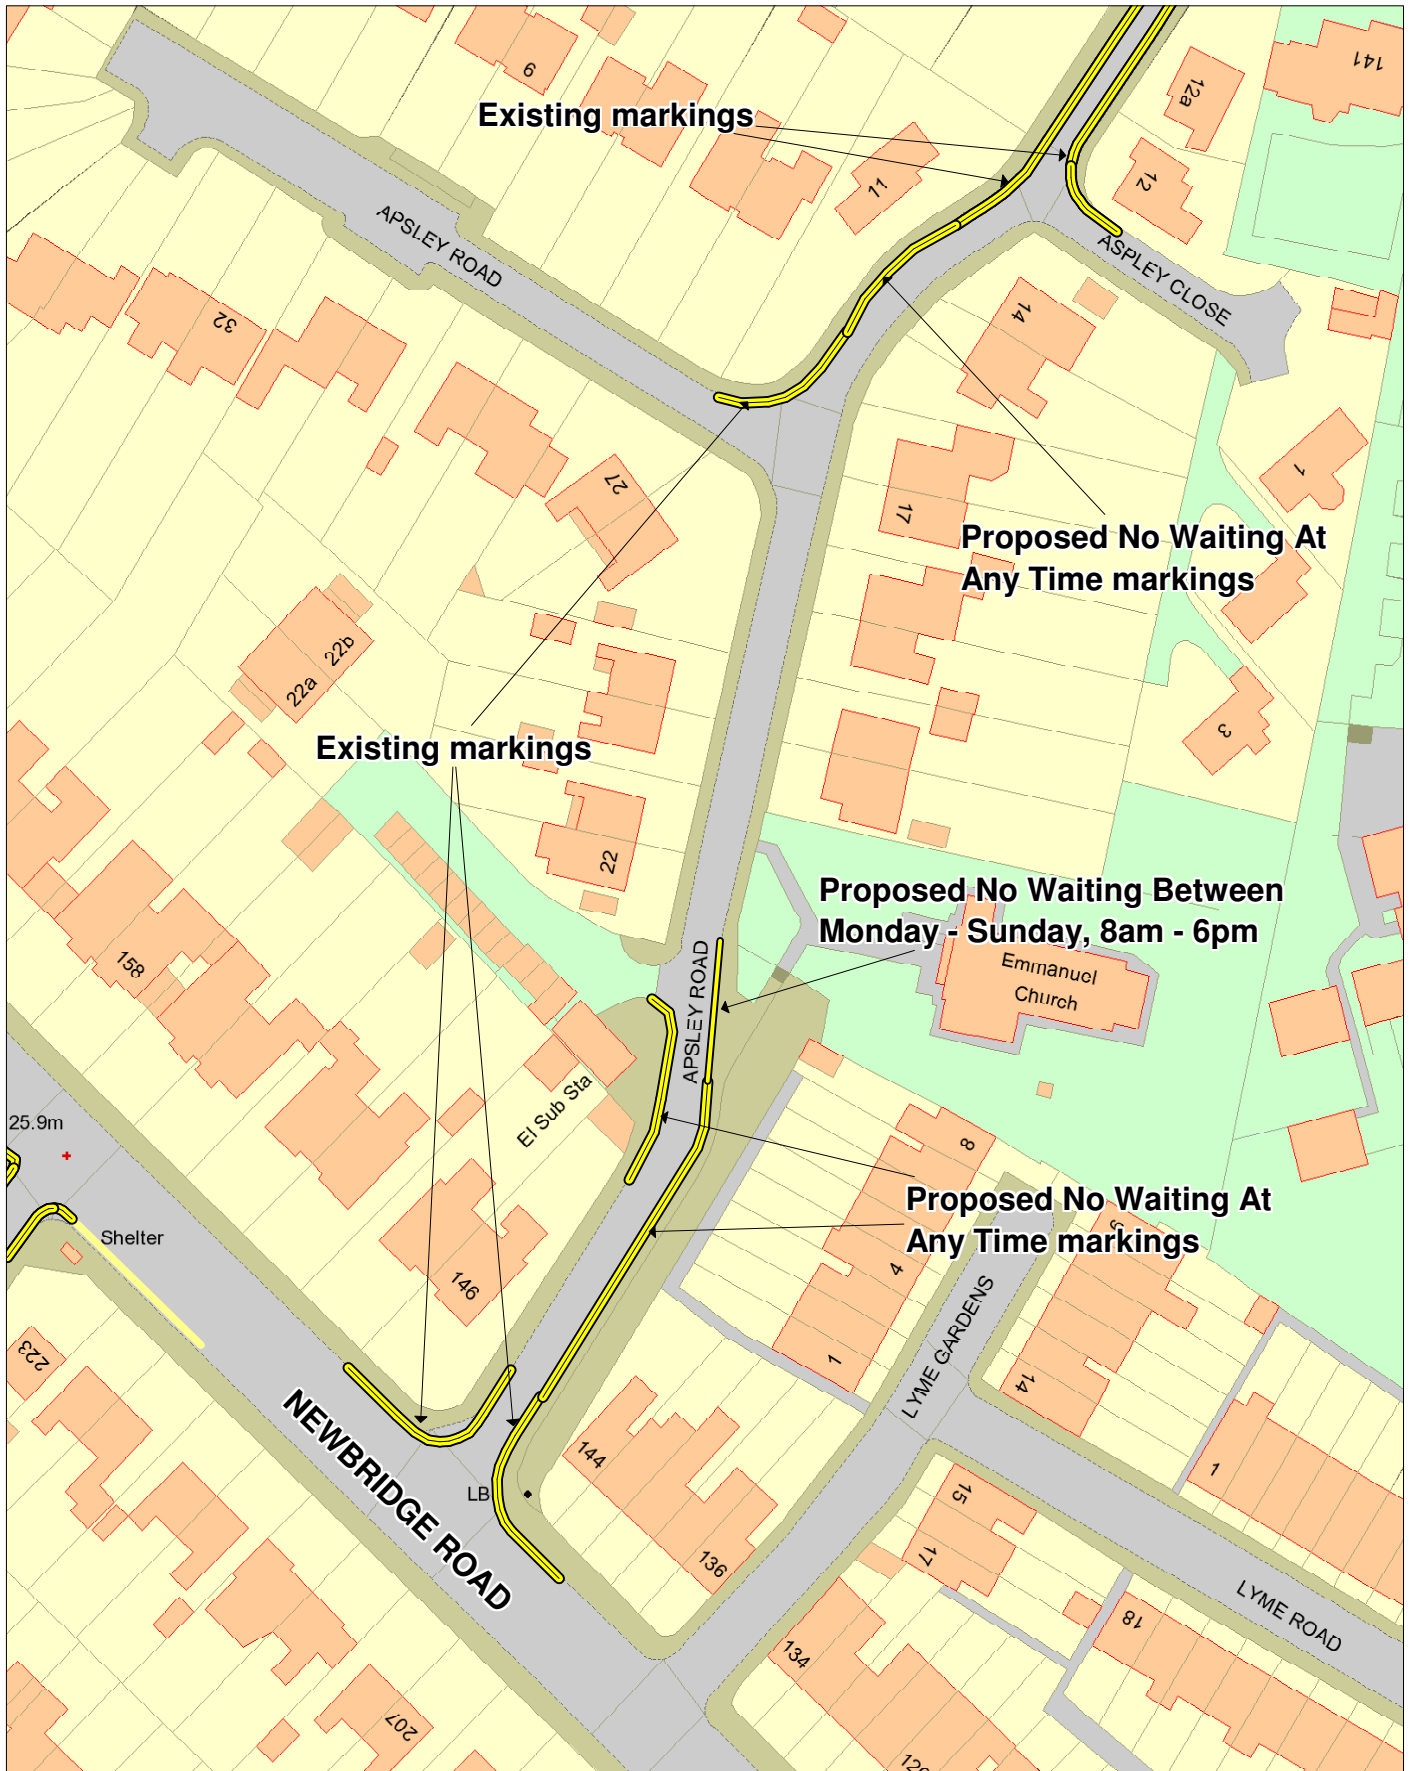 6
141
12a
Existing markings
11
12
APSLEY ROAD
ASPLEY CLOSE
32
14
27
1
17
Proposed No Waiting At
Any Time markings
22b
22a
3
Existing markings
22
Proposed No Waiting Between
Monday - Sunday, 8am - 6pm
158
APSLEY ROAD
Emmanuel
Church
El Sub Sta
25.9m
8
Proposed No Waiting At
Any Time markings
9
Shelter
4
146
LYME GARDENS
223
1
14
NEWBRIDGE ROAD
144
1
LB
15
136
17
LYME ROAD
18
134
207